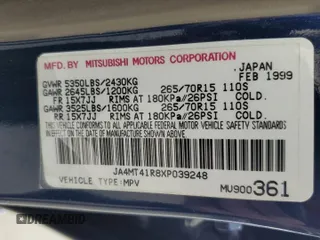 MFD BY MITSUBISHI MOTORS CORPORATION
JAPAN
FEB 1999
GVWR 5350LBS/2430KG
GAWR 2645LBS/1200KG 265/70R15 110S
FR 15X7JJ RIMS AT 180KPa/26PSI COLD.
GAWR 3525LBS/1600KG 265/70R15 110S
RR 15X7JJ RIMS AT 180KPa/26PSI COLD.
THIS VEHICLE CONFORMS TO ALL APPLICABLE
FEDERAL MOTOR VEHICLE SAFETY STANDARDS
IN EFFECT ON THE DATE OF MANUFACTURE
SHOWN ABOVE.
JA4MT41R8XP039248
VEHICLE TYPE: MPV
MU900361